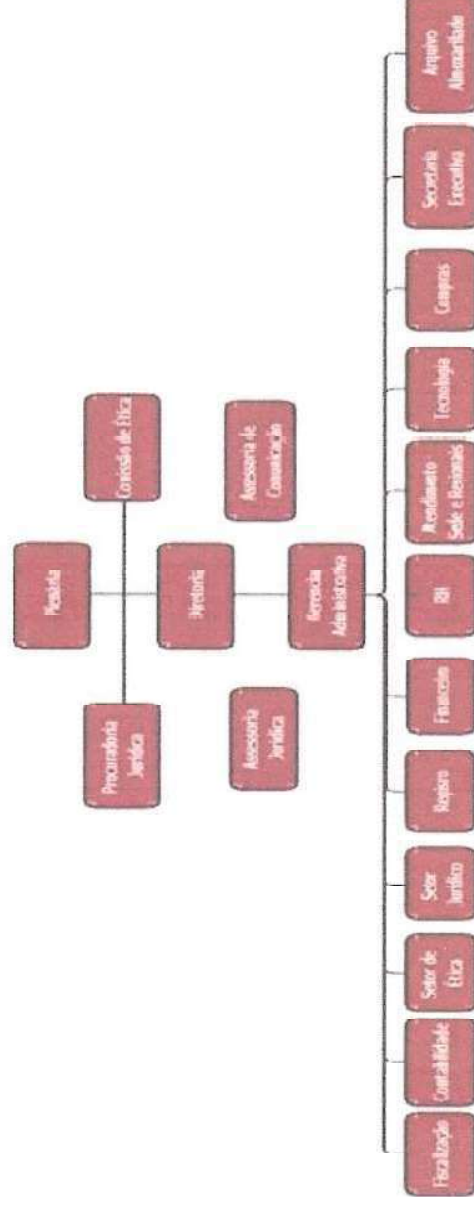 Plenária
Procuradoria
Jurídica
Comissão de Ética
Diretoria
Assessoria
Jurídica
Assessoria de
Comunicação
Gerencia
Administrativa
Fiscalização
Contabilidade
Setor de
Ética
Setor
Jurídico
Registro
Financeiro
RH
Atendimento
Sede e Regionais
Tecnologia
Compras
Secretaria
Executiva
Arquivo
Almoxarifado